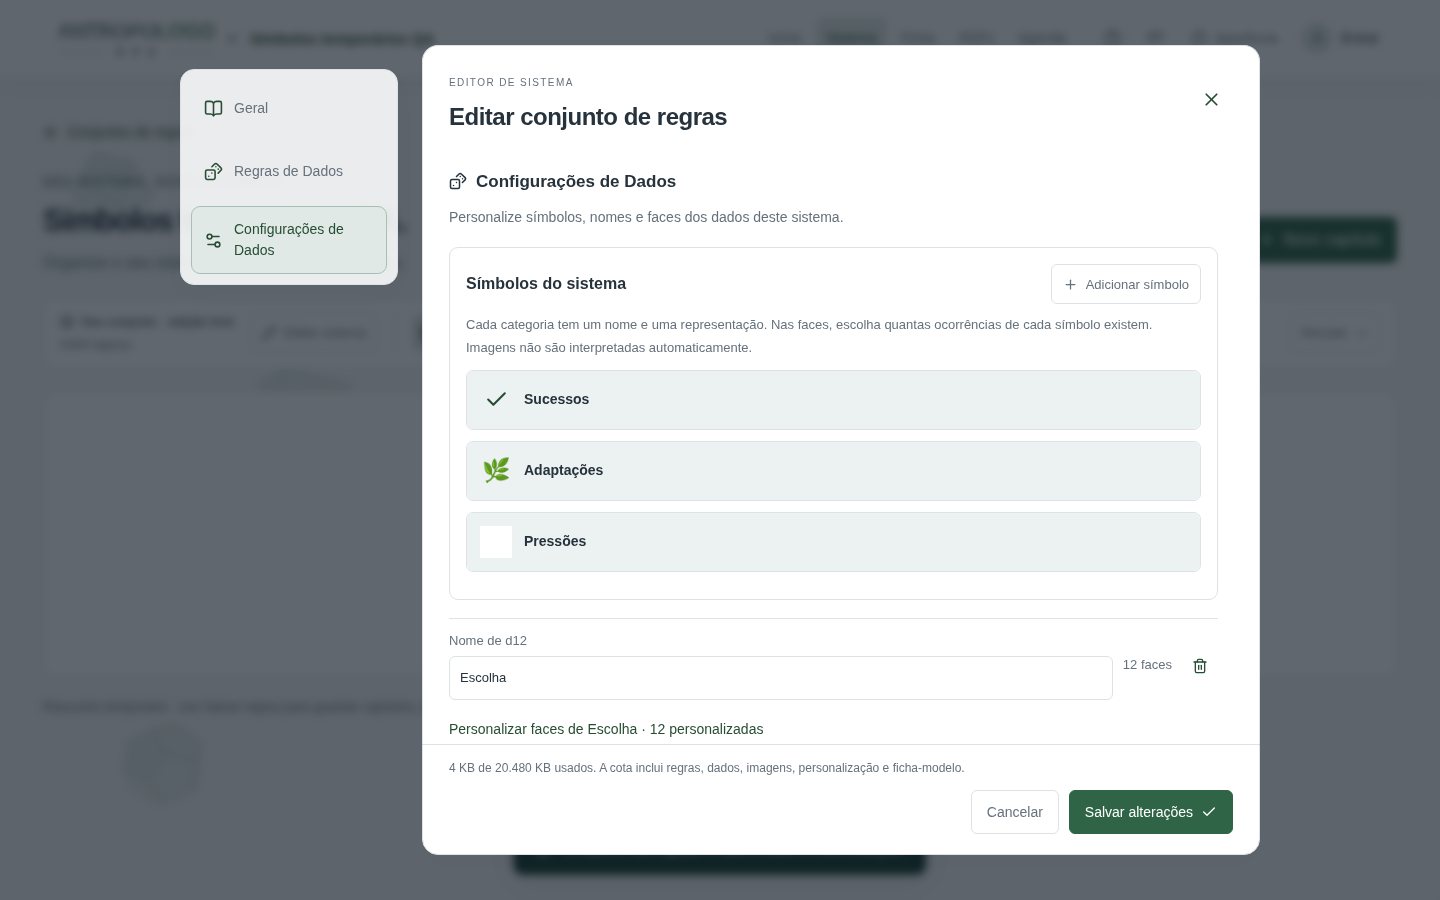 EDITOR DE SISTEMA
Editar conjunto de regras
Geral
Regras de Dados
Configurações de
Dados
Configurações de Dados
Personalize símbolos, nomes e faces dos dados deste sistema.
Símbolos do sistema
Adicionar símbolo
Cada categoria tem um nome e uma representação. Nas faces, escolha quantas ocorrências de cada símbolo existem.
Imagens não são interpretadas automaticamente.
Sucessos
Adaptações
Pressões
Nome de d12
Escolha
12 faces
Personalizar faces de Escolha · 12 personalizadas
4 KB de 20.480 KB usados. A cota inclui regras, dados, imagens, personalização e ficha-modelo.
Cancelar
Salvar alterações